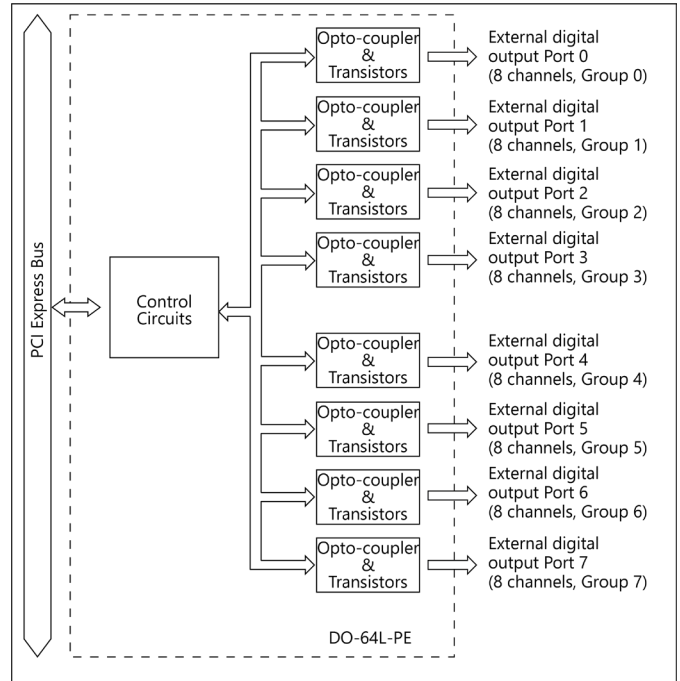 Opto-coupler
&
Transistors
External digital
output Port 0
(8 channels, Group 0)
Opto-coupler
&
Transistors
External digital
output Port 1
(8 channels, Group 1)
Opto-coupler
&
Transistors
External digital
output Port 2
(8 channels, Group 2)
Opto-coupler
&
Transistors
External digital
output Port 3
(8 channels, Group 3)
PCI Express Bus
Control
Circuits
Opto-coupler
&
Transistors
External digital
output Port 4
(8 channels, Group 4)
Opto-coupler
&
Transistors
External digital
output Port 5
(8 channels, Group 5)
Opto-coupler
&
Transistors
External digital
output Port 6
(8 channels, Group 6)
Opto-coupler
&
Transistors
External digital
output Port 7
(8 channels, Group 7)
DO-64L-PE